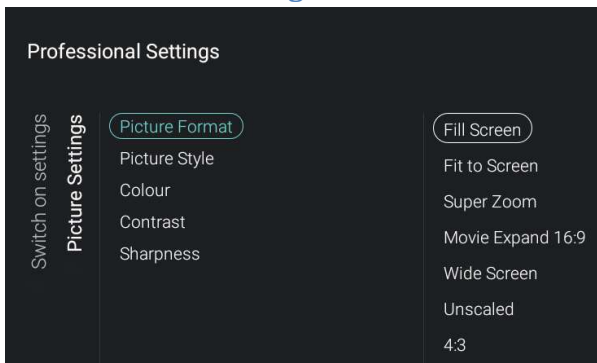 Professional Settings
Switch on settings
Picture Settings
Picture Format
Picture Style
Colour
Contrast
Sharpness
Fill Screen
Fit to Screen
Super Zoom
Movie Expand 16:9
Wide Screen
Unscaled
4:3